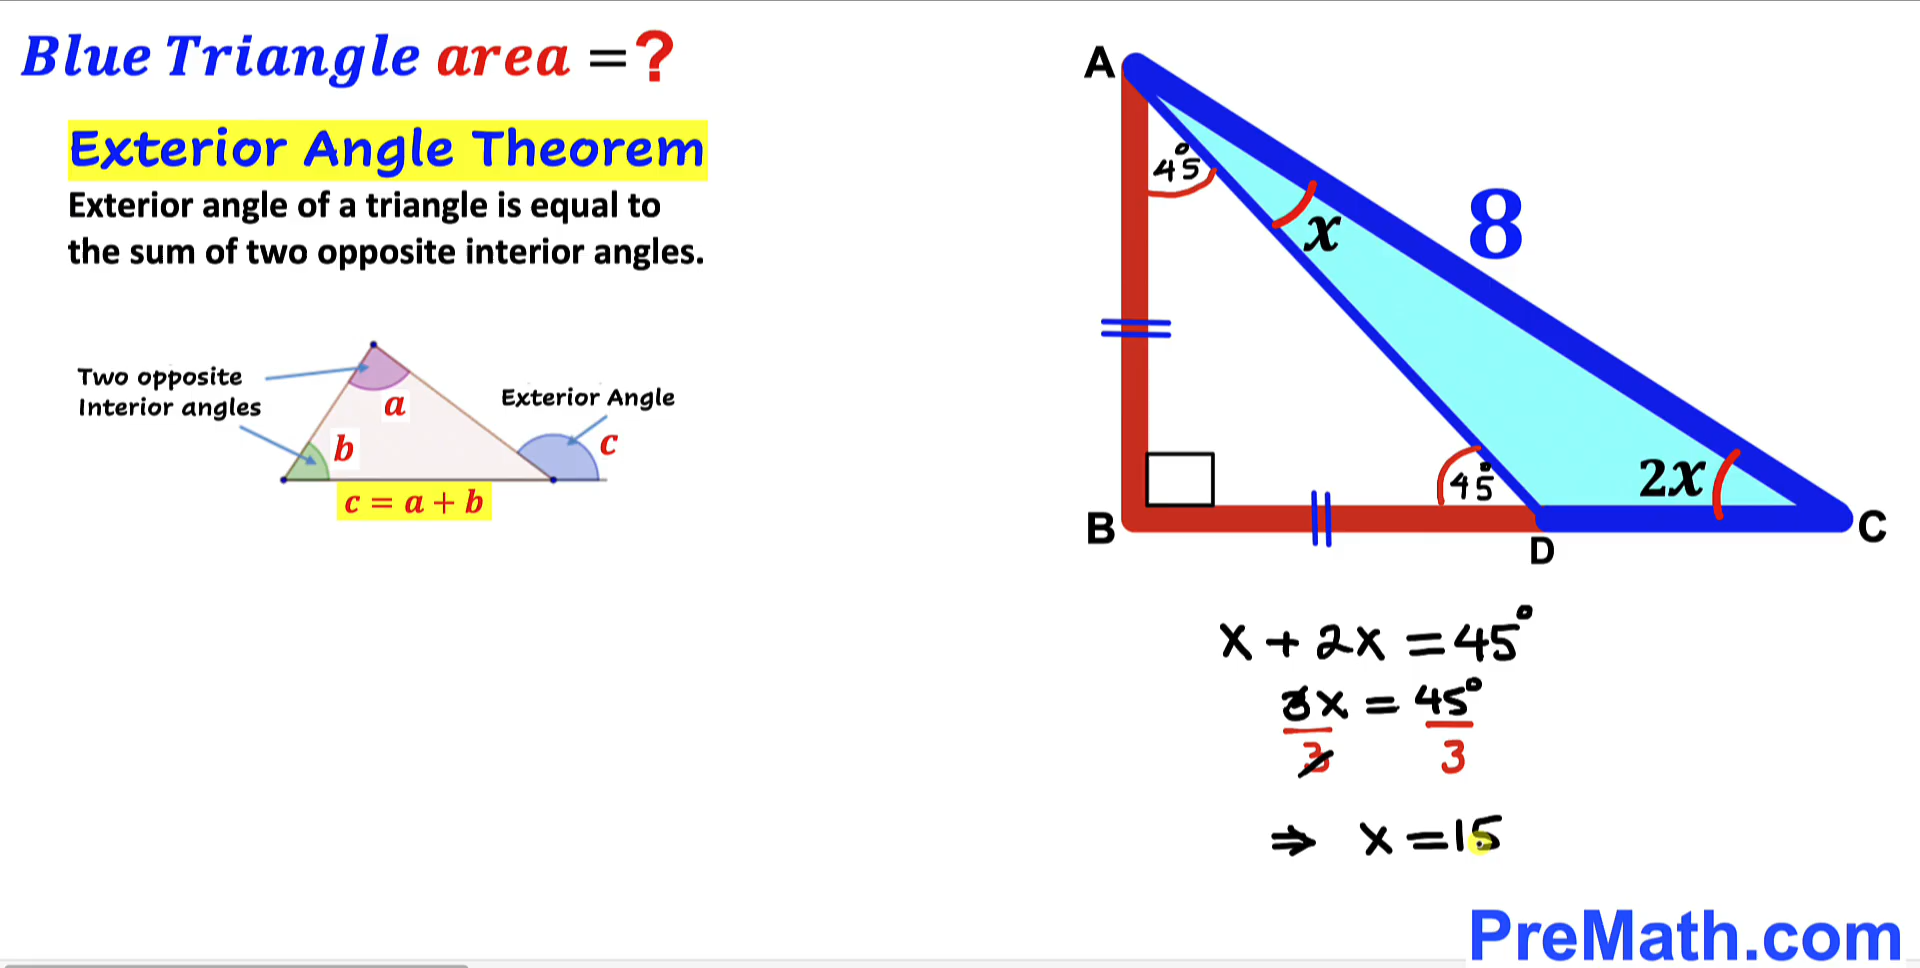 Blue Triangle area = ?
Exterior Angle Theorem
Exterior angle of a triangle is equal to
the sum of two opposite interior angles.
Two opposite
Interior angles
a
b
Exterior Angle
c
c = a + b
A
45°
x
8
B
45°
D
2x
C
x + 2x = 45°
3x = 45°
3 3
⇒ x = 15
PreMath.com